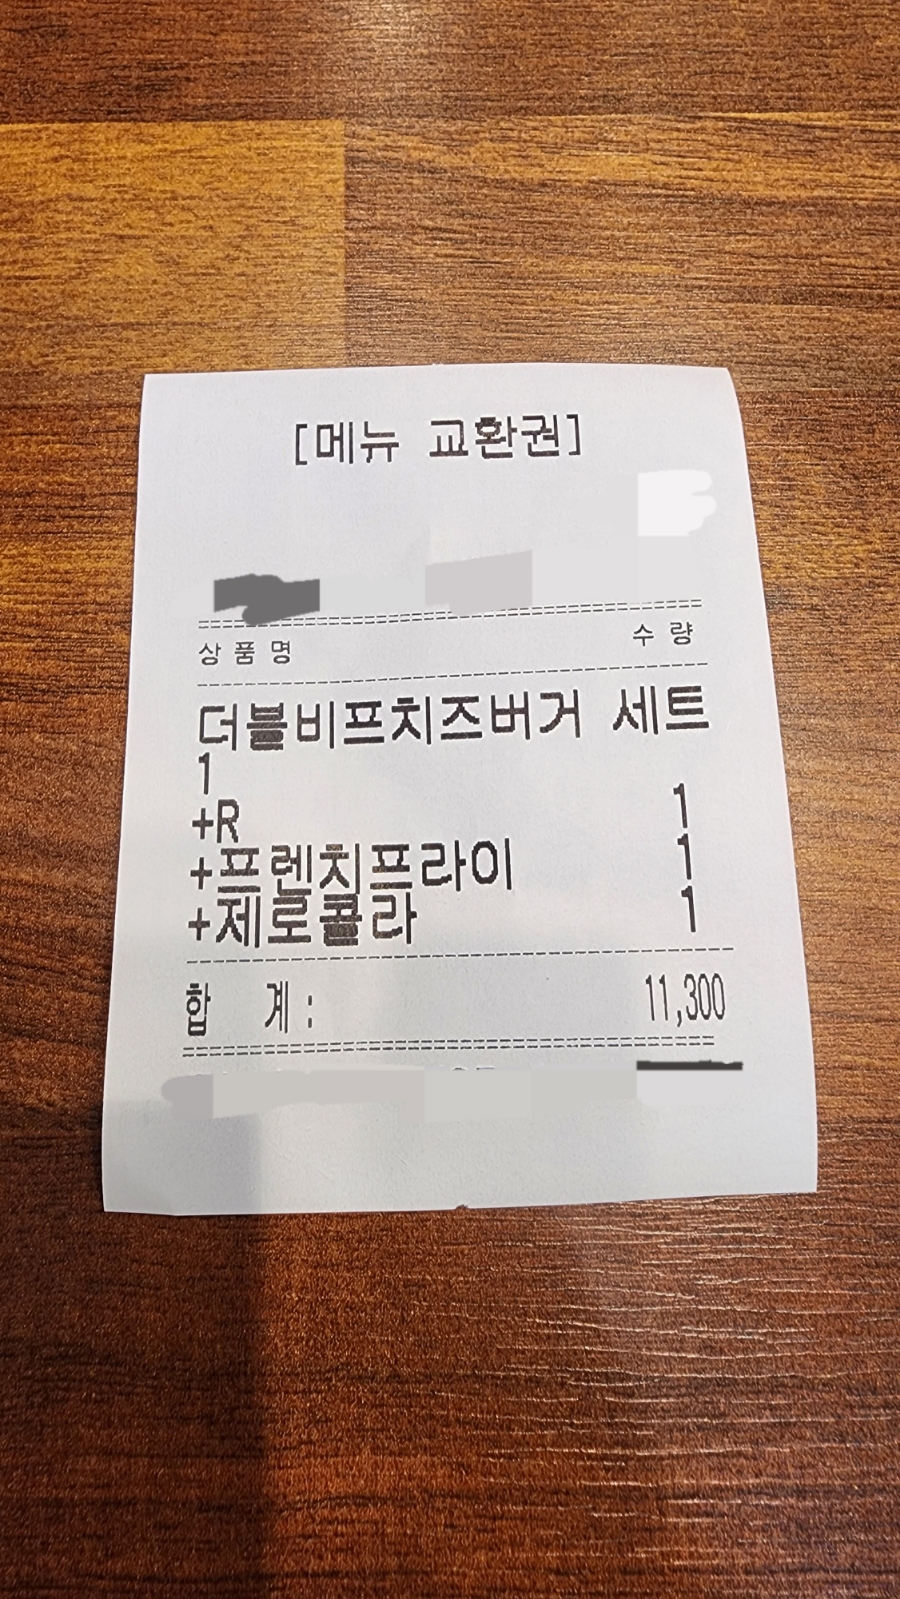 [메뉴 교환권]
상품명 수량
더블비프치즈버거 세트
1
+R 1
+프렌치프라이 1
+제로콜라 1
합 계: 11,300